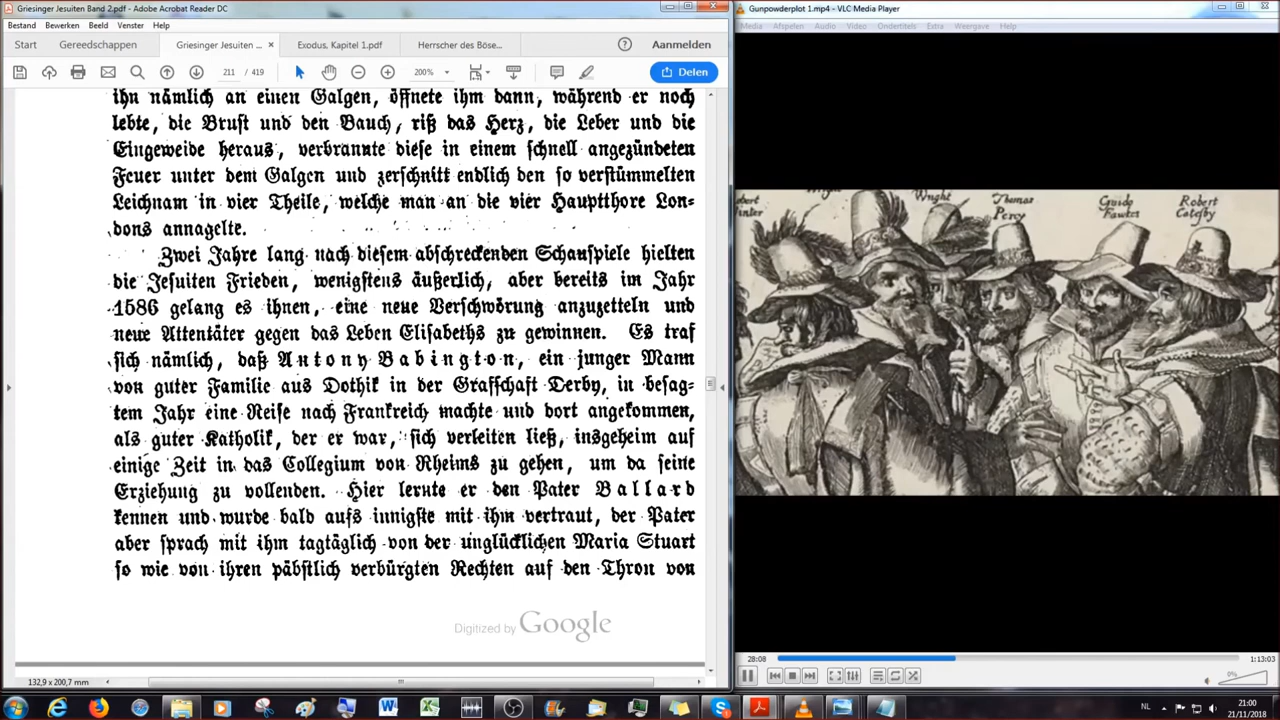 Griesinger Jesuiten Band 2.pdf - Adobe Acrobat Reader DC
Bestand Bewerken Beeld Venster Help
Start Gereedschappen Griesinger Jesuiten ... × Exodus, Kapitel 1.pdf Herrscher des Böse... Aanmelden
211 / 419 200% Delen
ihn nämlich an einen Galgen, öffnete ihm dann, während er noch
lebte, die Brust und den Bauch, riß das Herz, die Leber und die
Eingeweide heraus, verbrannte diese in einem schnell angezündeten
Feuer unter dem Galgen und zerschnitt endlich den so verstümmelten
Leichnam in vier Theile, welche man an die vier Hauptthore Lon-
dons annagelte.
Zwei Jahre lang nach diesem abschreckenden Schauspiele hielten
die Jesuiten Frieden, wenigstens äußerlich, aber bereits im Jahr
1586 gelang es ihnen, eine neue Verschwörung anzuzetteln und
neue Attentäter gegen das Leben Elisabeths zu gewinnen. Es traf
sich nämlich, daß Antony Babington, ein junger Mann
von guter Familie aus Dothik in der Grafschaft Derby, in besag-
tem Jahr eine Reise nach Frankreich machte und dort angekommen,
als guter Katholik, der er war, sich verleiten ließ, insgeheim auf
einige Zeit in das Collegium von Rheims zu gehen, um da seine
Erziehung zu vollenden. Hier lernte er den Pater Ballard
kennen und wurde bald aufs innigste mit ihm vertraut, der Pater
aber sprach mit ihm tagtäglich von der unglücklichen Maria Stuart
so wie von ihren päbstlich verbürgten Rechten auf den Thron von
Digitized by Google
132,9 x 200,7 mm
Gunpowderplot 1.mp4 - VLC Media Player
Media Afspelen Audio Video Ondertitels Extra Weergave Help
Wright
Thomas
Percy
Guido
Fawkes
Robert
Catesby
28:08 1:13:03
0%
NL 21:00
21/11/2018